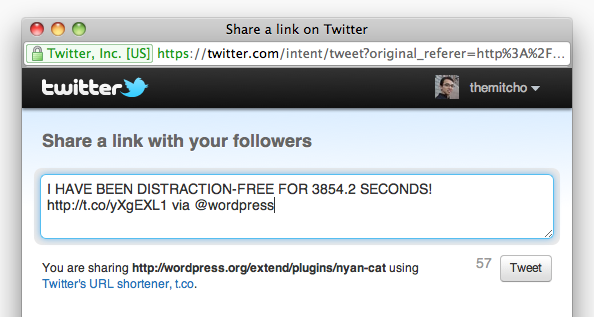 Share a link on Twitter
Twitter, Inc. [US] https://twitter.com/intent/tweet?original_referer=http%3A%2F...
twitter themitcho
Share a link with your followers
I HAVE BEEN DISTRACTION-FREE FOR 3854.2 SECONDS!
http://t.co/yXgEXL1 via @wordpress
You are sharing http://wordpress.org/extend/plugins/nyan-cat using
Twitter's URL shortener, t.co.
57 Tweet